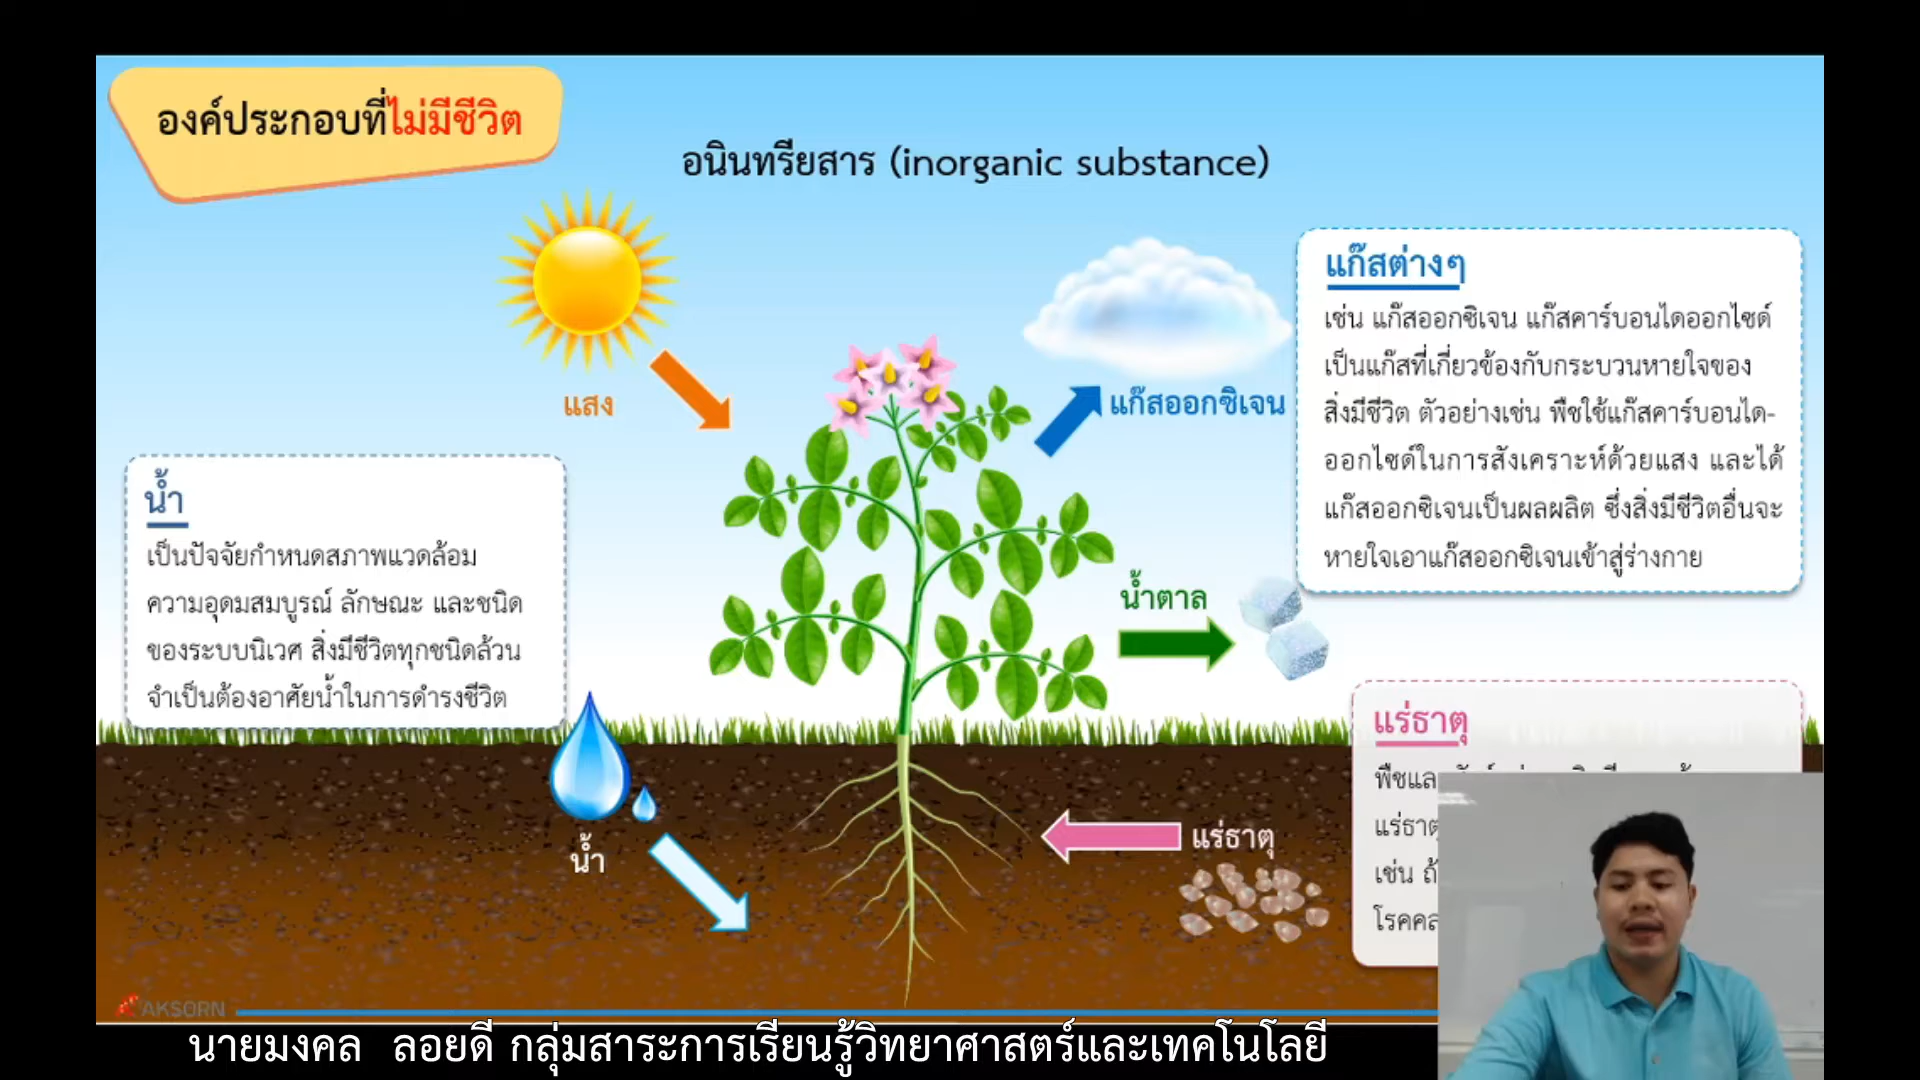 องค์ประกอบที่ไม่มีชีวิต
อนินทรียสาร (inorganic substance)
แสง
แก๊สออกซิเจน
แก๊สต่างๆ
เช่น แก๊สออกซิเจน แก๊สคาร์บอนไดออกไซด์
เป็นแก๊สที่เกี่ยวข้องกับกระบวนหายใจของ
สิ่งมีชีวิต ตัวอย่างเช่น พืชใช้แก๊สคาร์บอนได-
ออกไซด์ในการสังเคราะห์ด้วยแสง และได้
แก๊สออกซิเจนเป็นผลผลิต ซึ่งสิ่งมีชีวิตอื่นจะ
หายใจเอาแก๊สออกซิเจนเข้าสู่ร่างกาย
น้ำ
เป็นปัจจัยกำหนดสภาพแวดล้อม
ความอุดมสมบูรณ์ ลักษณะ และชนิด
ของระบบนิเวศ สิ่งมีชีวิตทุกชนิดล้วน
จำเป็นต้องอาศัยน้ำในการดำรงชีวิต
น้ำตาล
น้ำ
แร่ธาตุ
แร่ธาตุ
พืชแล
แร่ธาตุ
เช่น
โรคคอ
AKSORN
นายมงคล ลอยดี กลุ่มสาระการเรียนรู้วิทยาศาสตร์และเทคโนโลยี